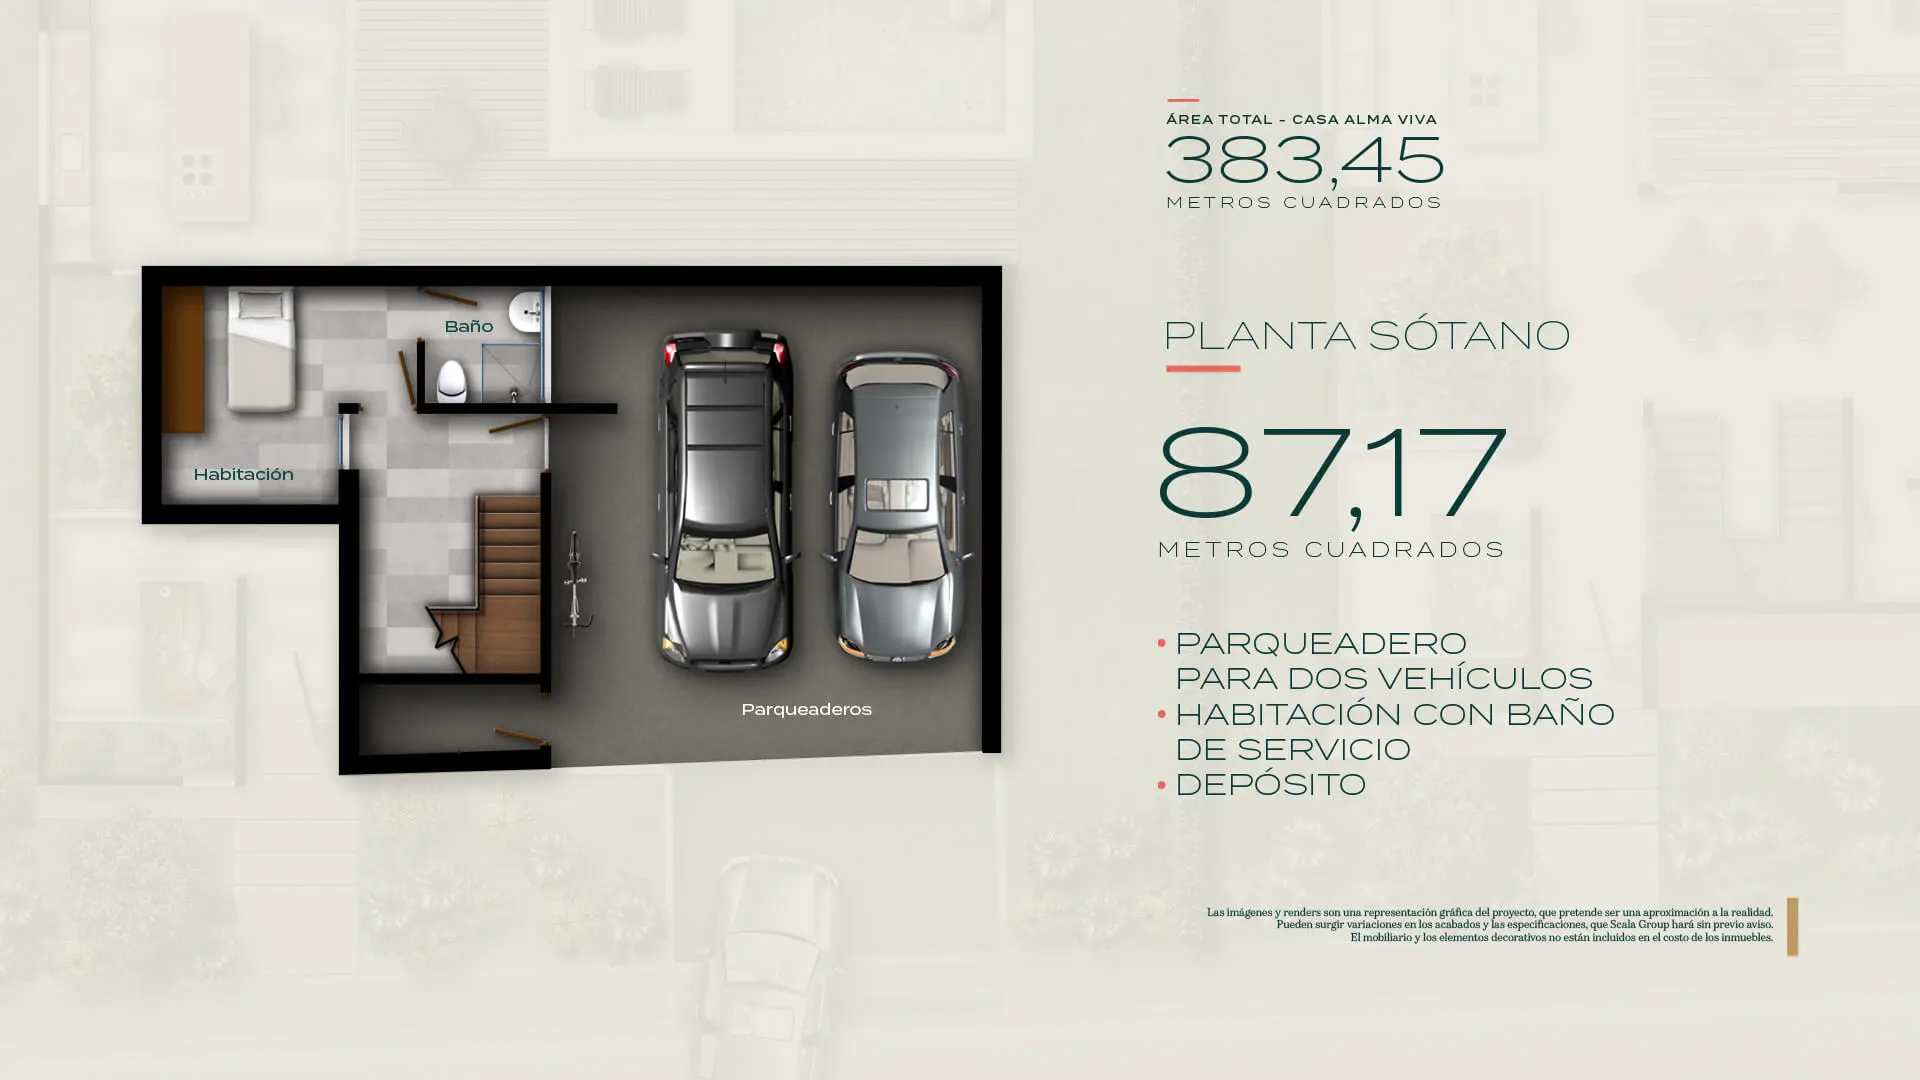 ÁREA TOTAL - CASA ALMA VIVA
383,45
METROS CUADRADOS
PLANTA SÓTANO
87,17
METROS CUADRADOS
• PARQUEADERO
PARA DOS VEHÍCULOS
• HABITACIÓN CON BAÑO
DE SERVICIO
• DEPÓSITO
Baño
Habitación
Parqueaderos
Las imágenes y renders son una representación gráfica del proyecto, que pretende ser una aproximación a la realidad.
Pueden surgir variaciones en los acabados y las especificaciones, que Scala Group hará sin previo aviso.
El mobiliario y los elementos decorativos no están incluidos en el costo de los inmuebles.